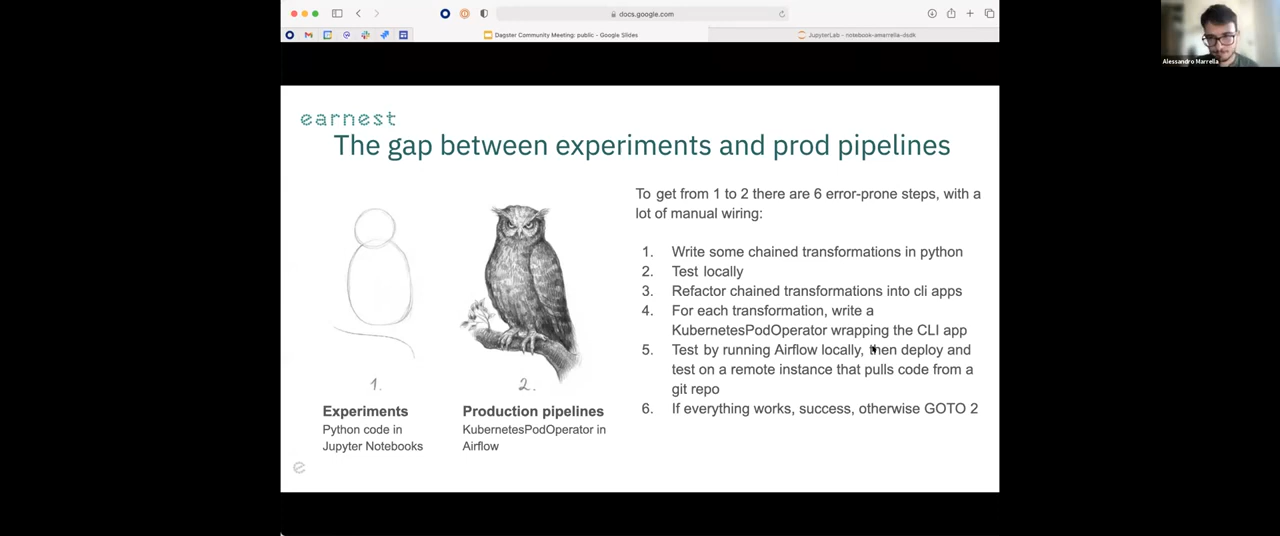 docs.google.com
Dagster Community Meeting: public - Google Slides
JupyterLab - notebook-amarrella-dsdk
Alessandro Marrella
earnest
The gap between experiments and prod pipelines
To get from 1 to 2 there are 6 error-prone steps, with a
lot of manual wiring:
1. Write some chained transformations in python
2. Test locally
3. Refactor chained transformations into cli apps
4. For each transformation, write a
KubernetesPodOperator wrapping the CLI app
5. Test by running Airflow locally, then deploy and
test on a remote instance that pulls code from a
git repo
6. If everything works, success, otherwise GOTO 2
1.
Experiments
Python code in
Jupyter Notebooks
2.
Production pipelines
KubernetesPodOperator in
Airflow
e